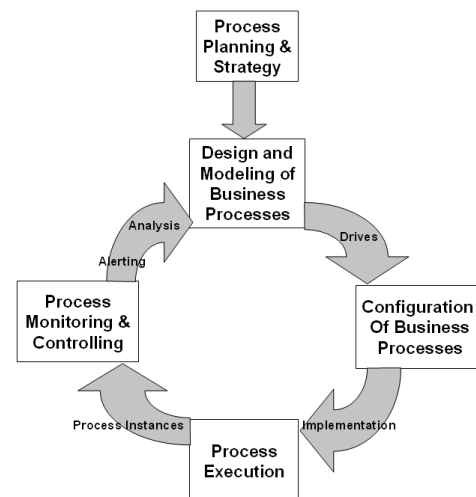 Process
Planning &
Strategy
Design and
Modeling of
Business
Processes
Drives
Configuration
Of Business
Processes
Implementation
Process
Execution
Process Instances
Process
Monitoring &
Controlling
Alerting
Analysis